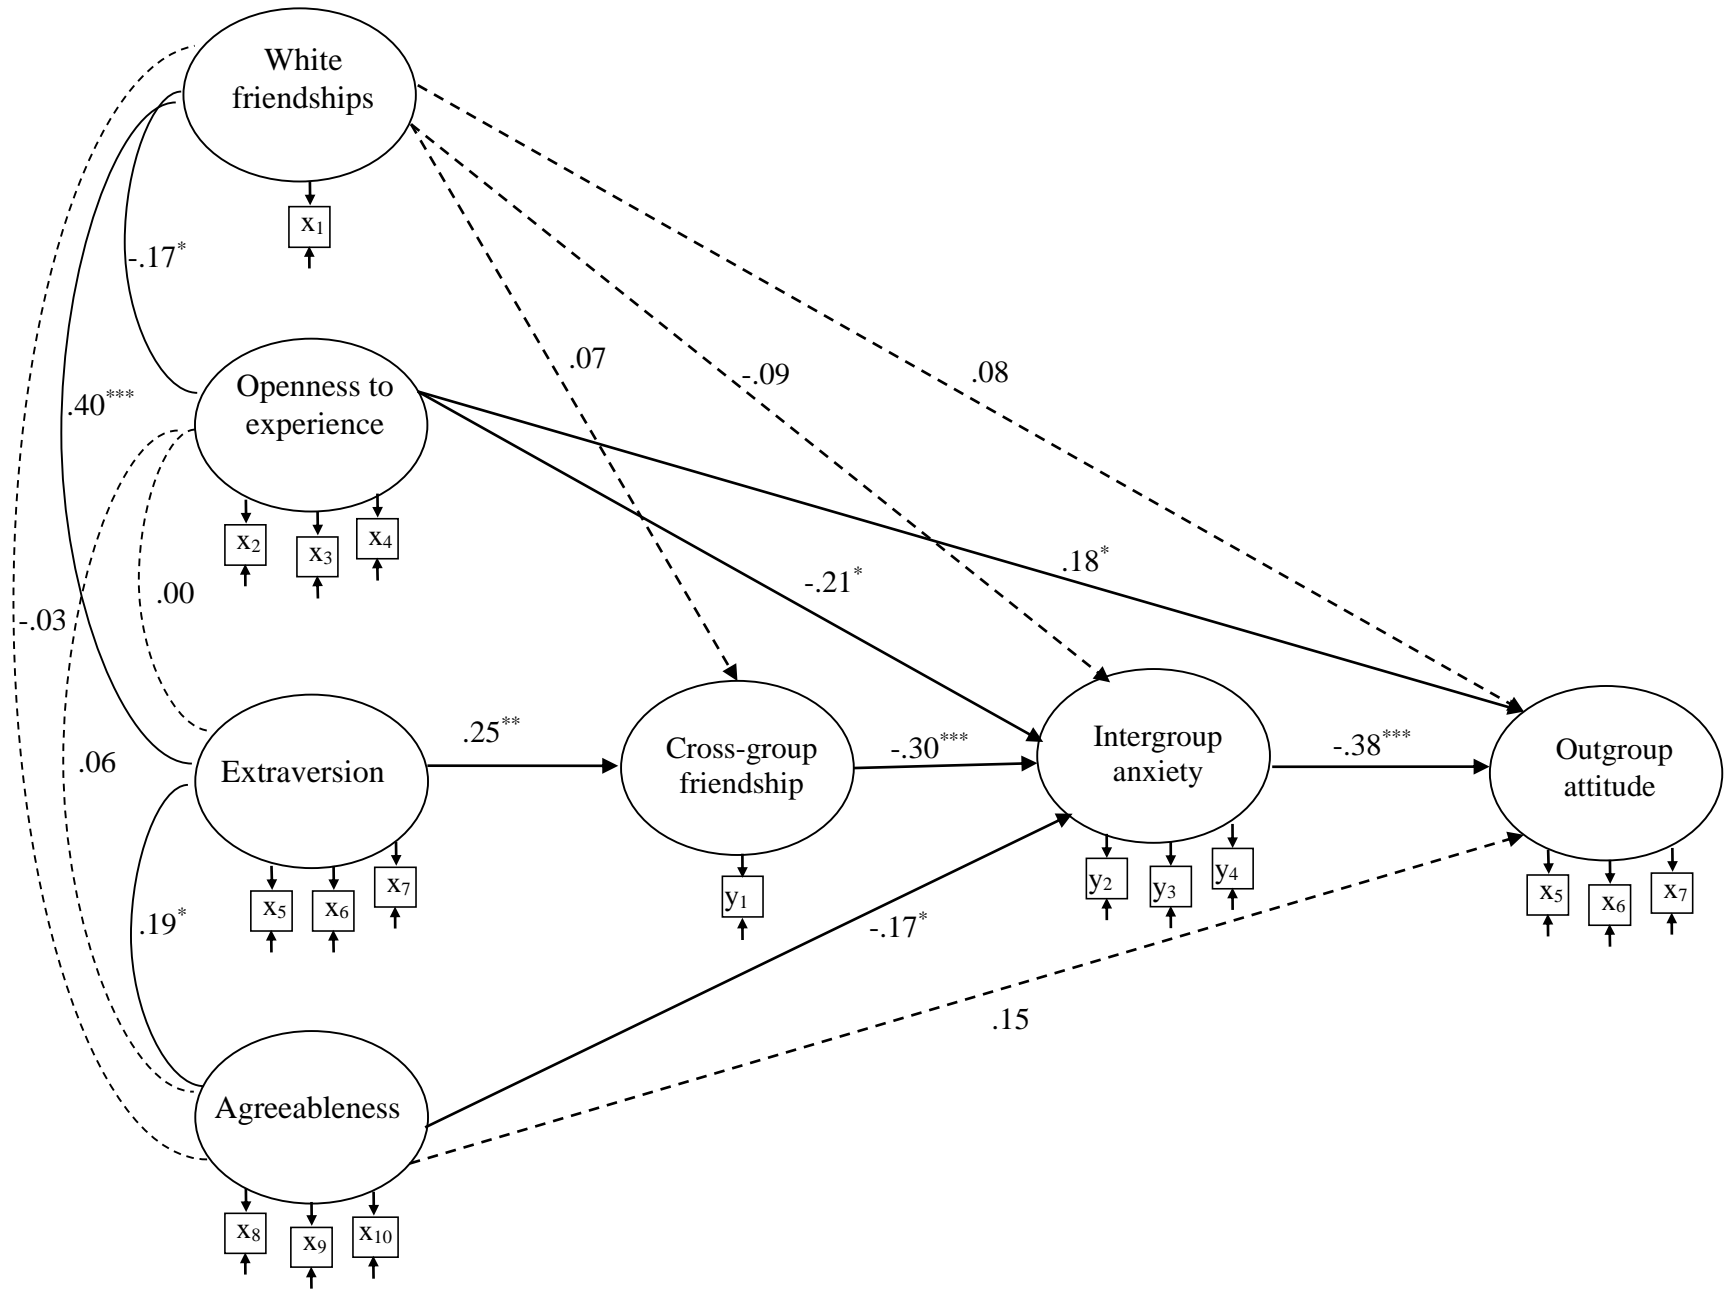 White
friendships
x1
-.17*
.07
-.09
.08
Openness to
experience
.40***
x2
x3
x4
.18*
-.21*
.00
-.03
.06
Extraversion
.25**
Cross-group
friendship
-.30***
Intergroup
anxiety
-.38***
Outgroup
attitude
x5
x6
x7
y1
y2
y3
y4
x5
x6
x7
.19*
-.17*
.15
Agreeableness
x8
x9
x10